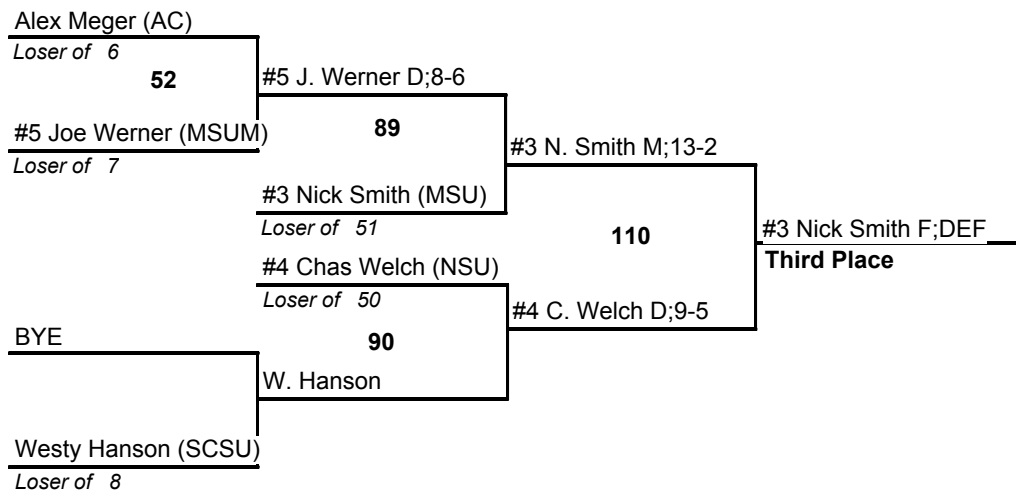 Alex Meger (AC)
Loser of 6
52
#5 J. Werner D;8-6
#5 Joe Werner (MSUM)
Loser of 7
89
#3 N. Smith M;13-2
#3 Nick Smith (MSU)
Loser of 51
110
#3 Nick Smith F;DEF
Third Place
#4 Chas Welch (NSU)
Loser of 50
#4 C. Welch D;9-5
BYE
90
W. Hanson
Westy Hanson (SCSU)
Loser of 8